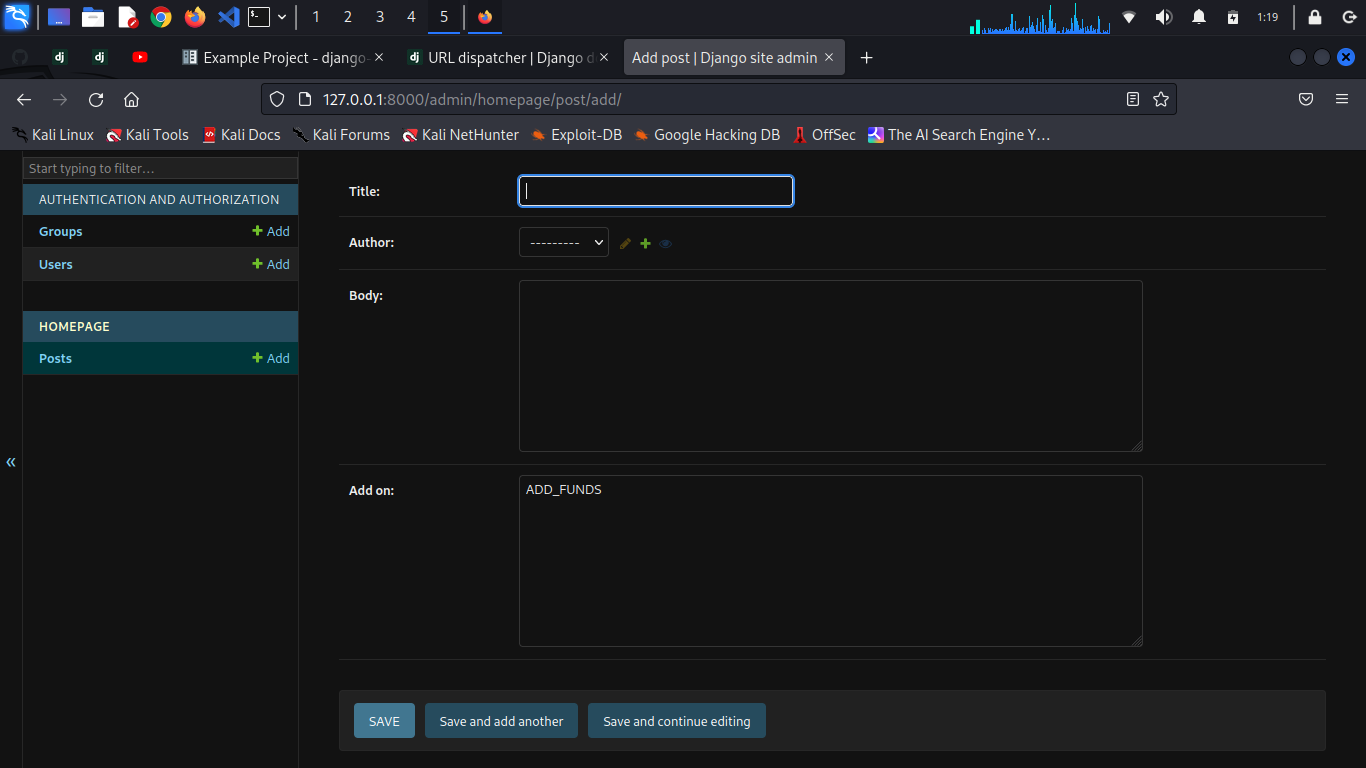 1 2 3 4 5 1:19
Example Project - django- URL dispatcher | Django d Add post | Django site admin
127.0.0.1:8000/admin/homepage/post/add/
Kali Linux Kali Tools Kali Docs Kali Forums Kali NetHunter Exploit-DB Google Hacking DB OffSec The AI Search Engine Y…
Start typing to filter…
AUTHENTICATION AND AUTHORIZATION
Groups + Add
Users + Add
HOMEPAGE
Posts + Add
«
Title:
Author: ---------
Body:
Add on: ADD_FUNDS
SAVE Save and add another Save and continue editing